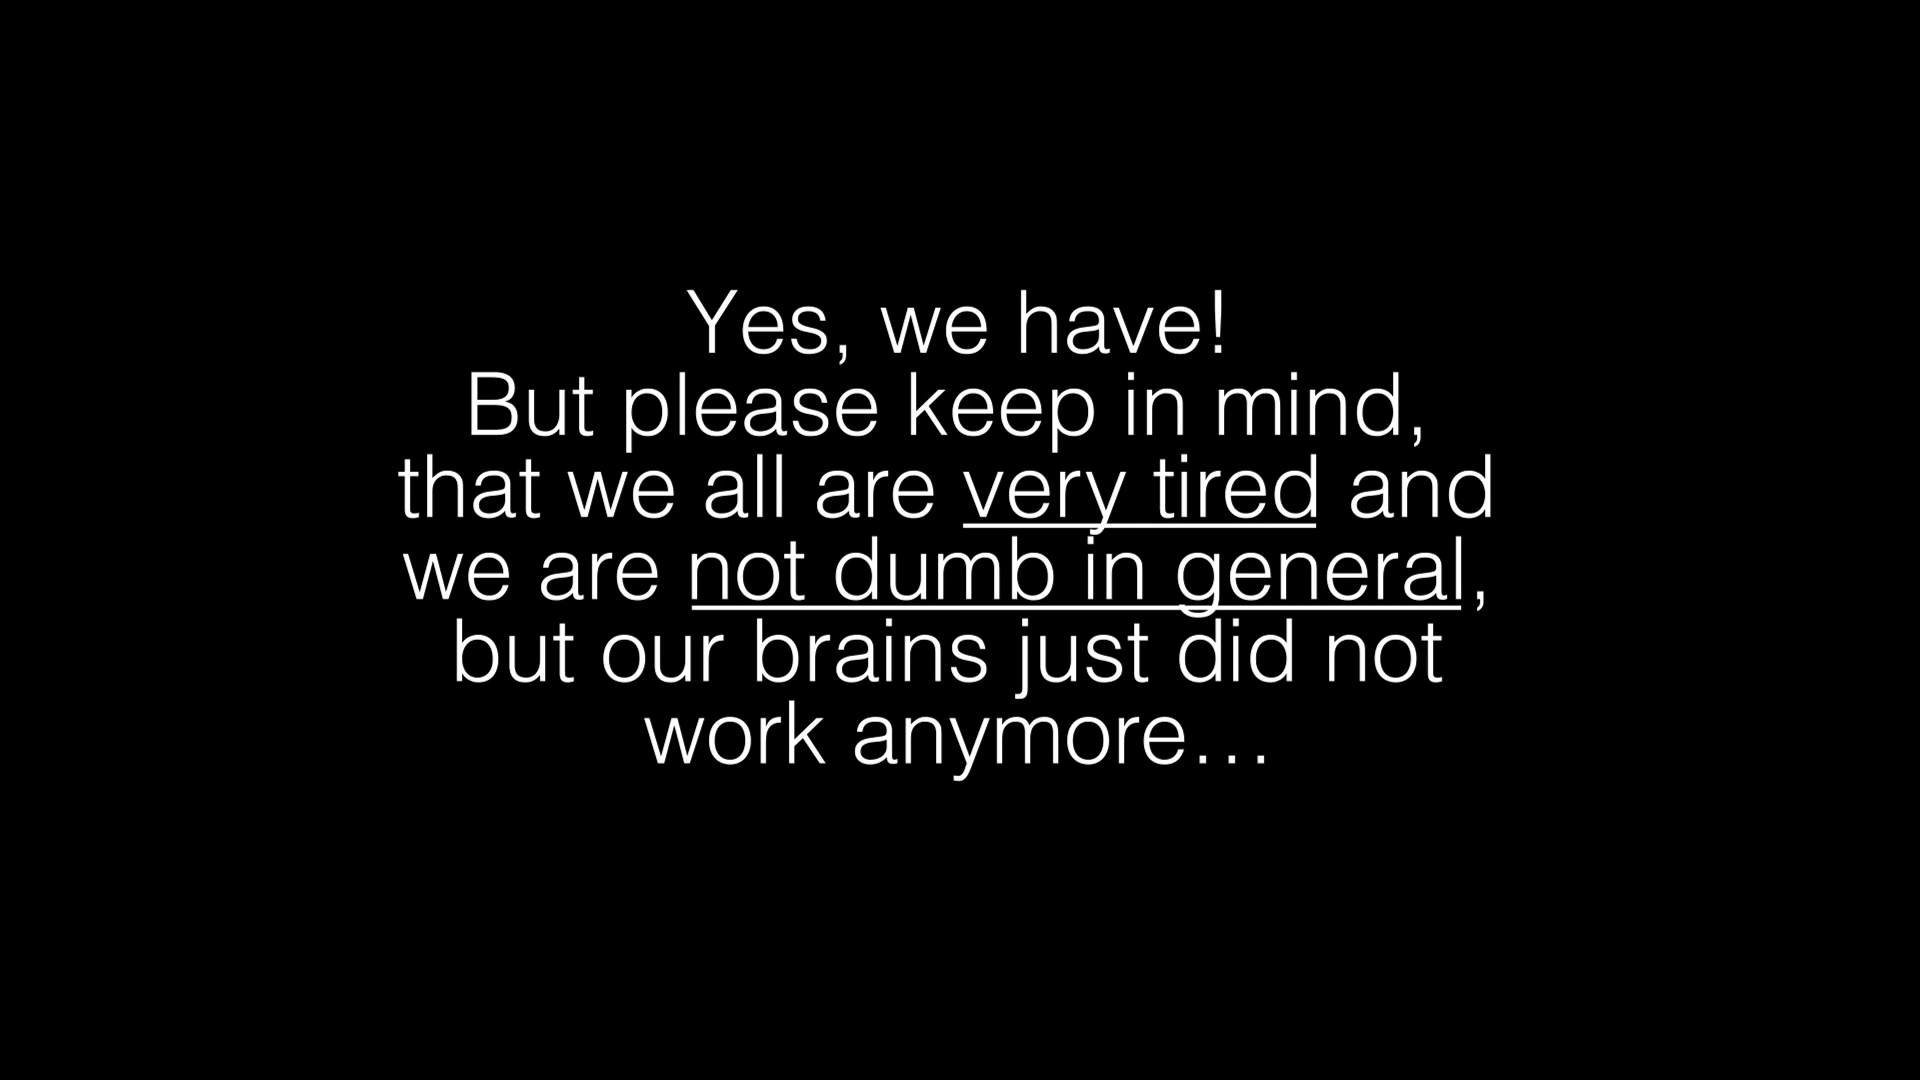 Yes, we have!
But please keep in mind,
that we all are very tired and
we are not dumb in general,
but our brains just did not
work anymore…